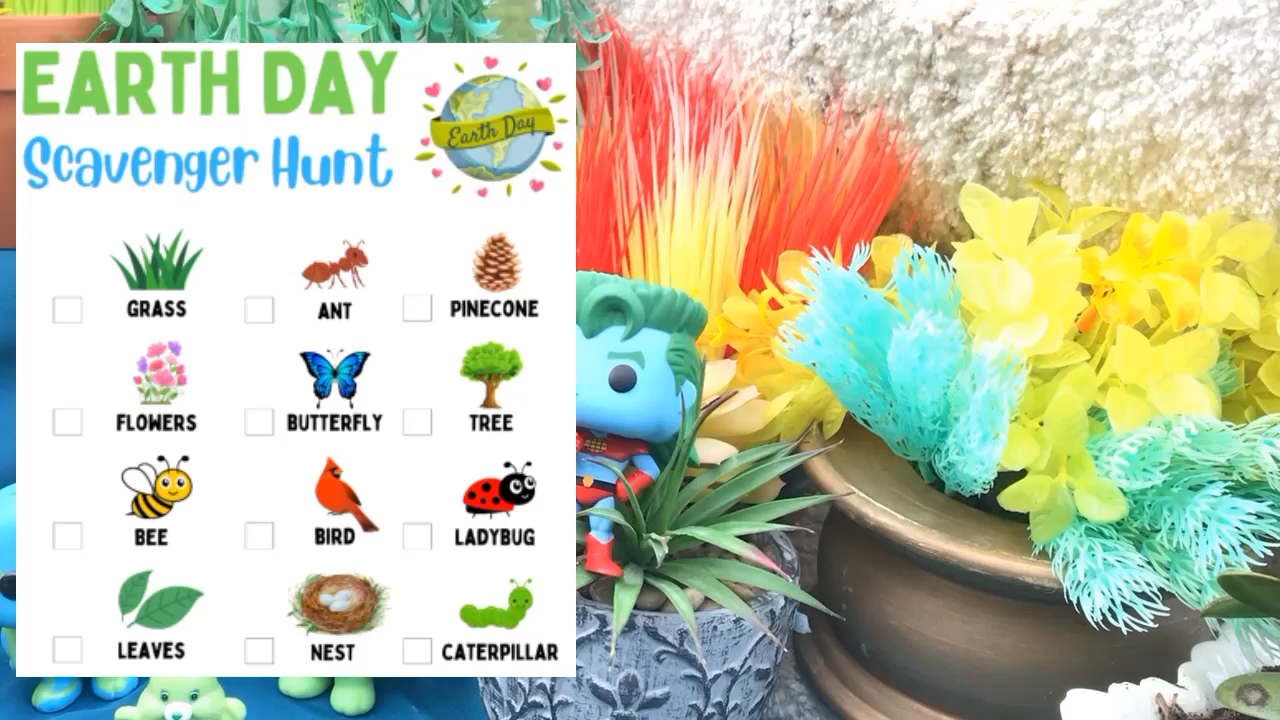 EARTH DAY
Scavenger Hunt
Earth Day
GRASS
ANT
PINECONE
FLOWERS
BUTTERFLY
TREE
BEE
BIRD
LADYBUG
LEAVES
NEST
CATERPILLAR